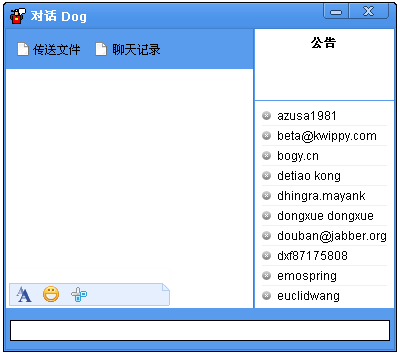 对话 Dog
传送文件 聊天记录
公告
azusa1981
beta@kwippy.com
bogy.cn
detiao kong
dhingra.mayank
dongxue dongxue
douban@jabber.org
dxf87175808
emospring
euclidwang
A